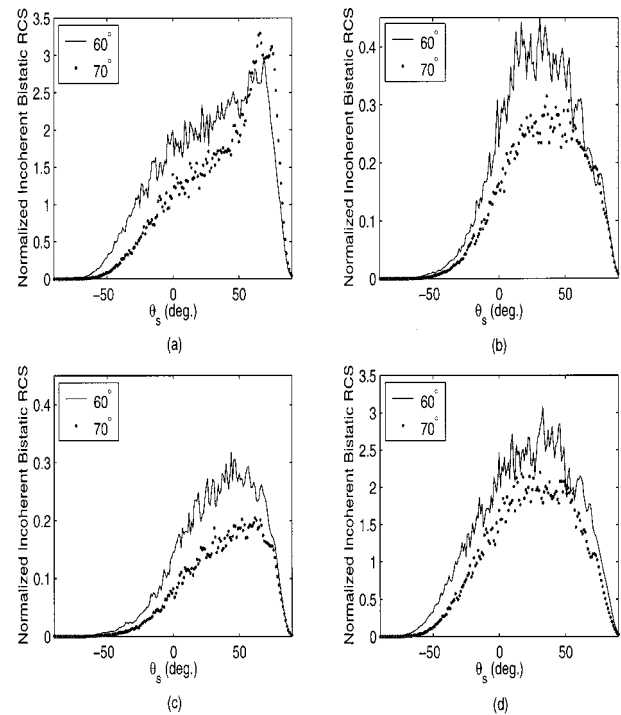 Normalized Incoherent Bistatic RCS
3.5
3
2.5
2
1.5
1
0.5
0
60°
70°
−50 0 50
θs (deg.)
(a)
Normalized Incoherent Bistatic RCS
0.4
0.3
0.2
0.1
0
60°
70°
−50 0 50
θs (deg.)
(b)
Normalized Incoherent Bistatic RCS
0.4
0.3
0.2
0.1
0
60°
70°
−50 0 50
θs (deg.)
(c)
Normalized Incoherent Bistatic RCS
3.5
3
2.5
2
1.5
1
0.5
0
60°
70°
−50 0 50
θs (deg.)
(d)